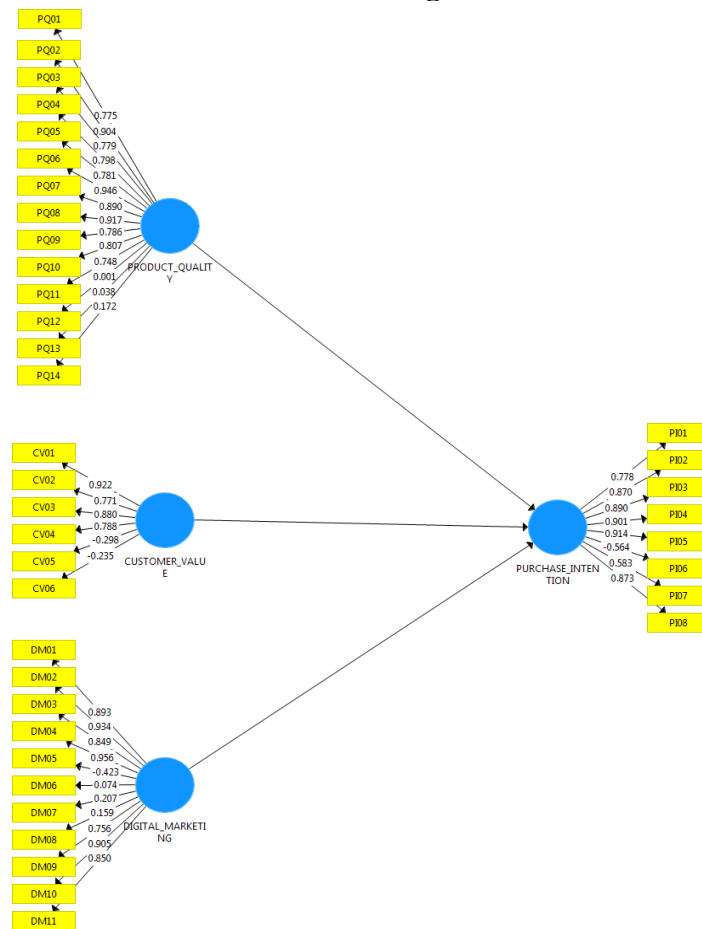 PQ01
PQ02
PQ03
PQ04
PQ05
PQ06
PQ07
PQ08
PQ09
PQ10
PQ11
PQ12
PQ13
PQ14
0.775
0.904
0.779
0.798
0.781
0.946
0.890
0.917
0.786
0.807
0.748
0.001
0.038
0.172
PRODUCT_QUALIT
Y
CV01
CV02
CV03
CV04
CV05
CV06
0.922
0.771
0.880
0.788
-0.298
-0.235
CUSTOMER_VALU
E
DM01
DM02
DM03
DM04
DM05
DM06
DM07
DM08
DM09
DM10
DM11
0.893
0.934
0.849
0.956
-0.423
0.074
0.207
0.159
0.756
0.905
0.850
DIGITAL_MARKETI
NG
PURCHASE_INTEN
TION
0.778
0.870
0.890
0.901
0.914
-0.564
0.583
0.873
PI01
PI02
PI03
PI04
PI05
PI06
PI07
PI08